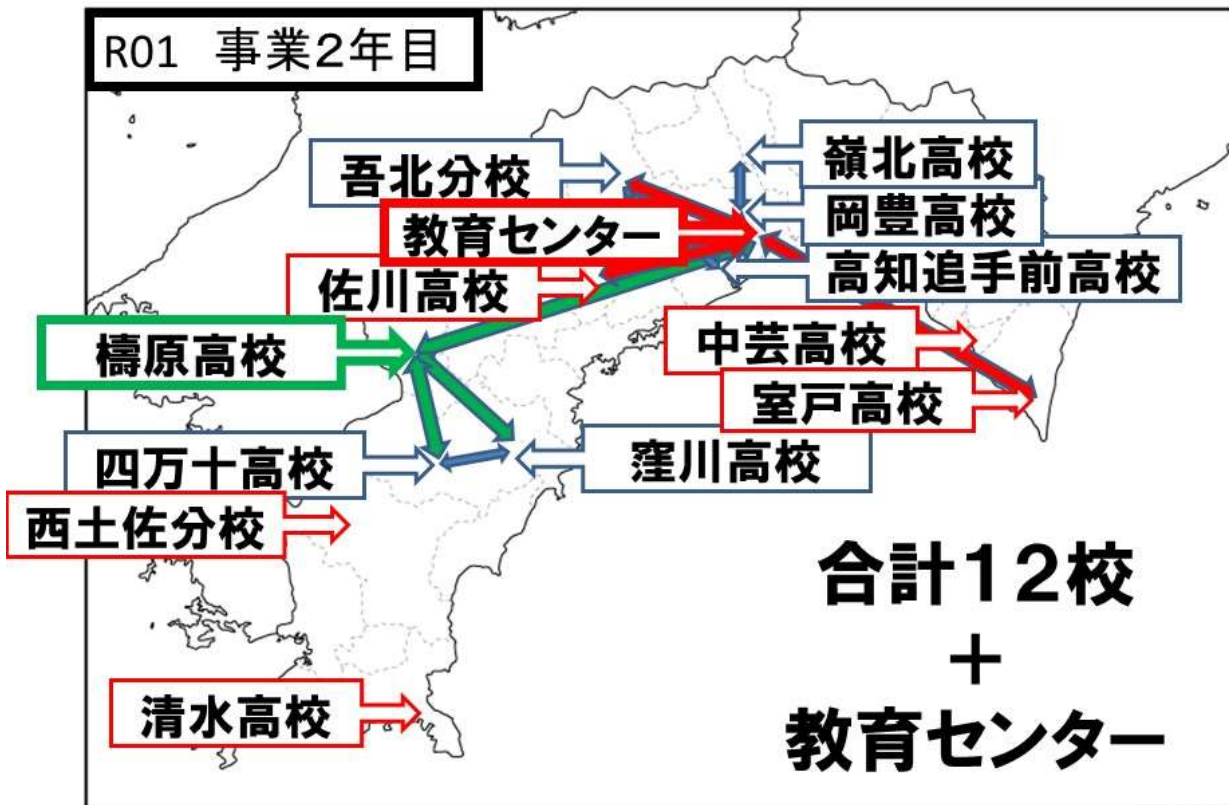 R01 事業2年目
吾北分校
嶺北高校
岡豊高校
教育センター
高知追手前高校
佐川高校
中芸高校
檮原高校
室戸高校
四万十高校
窪川高校
西土佐分校
清水高校
合計12校
+
教育センター